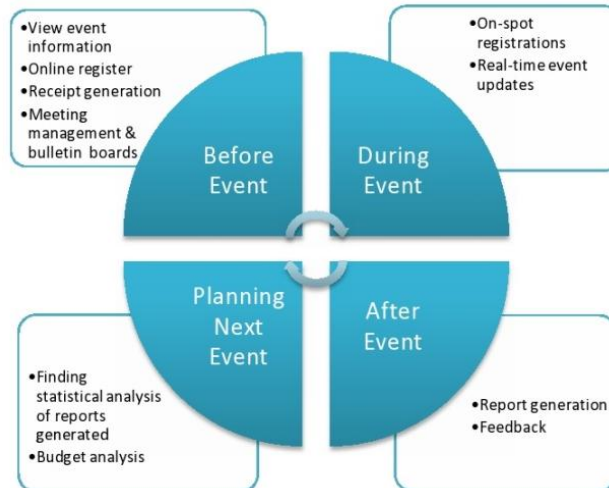 •View event
information
•Online register
•Receipt generation
•Meeting
management &
bulletin boards
Before
Event
•On-spot
registrations
•Real-time event
updates
During
Event
Planning
Next
Event
•Finding
statistical analysis
of reports
generated
•Budget analysis
After
Event
•Report generation
•Feedback